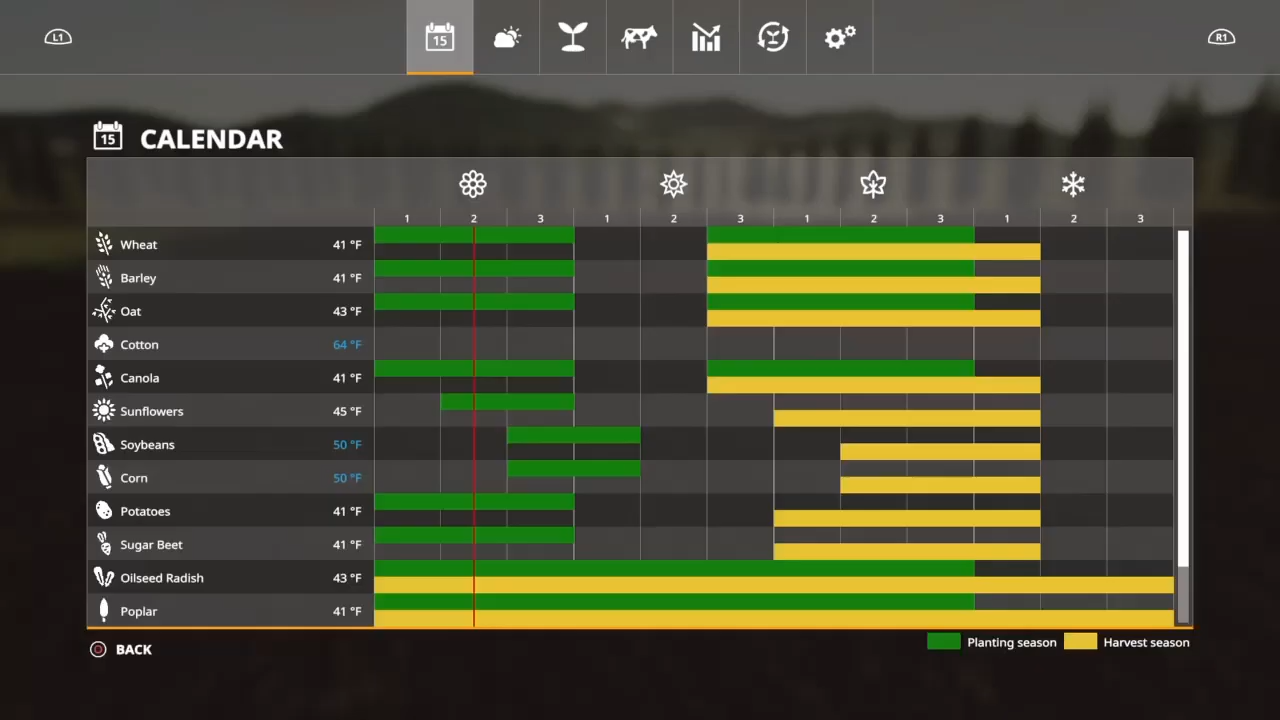 L1
15
R1
15 CALENDAR
1 2 3 1 2 3 1 2 3 1 2 3
Wheat 41 °F
Barley 41 °F
Oat 43 °F
Cotton 64 °F
Canola 41 °F
Sunflowers 45 °F
Soybeans 50 °F
Corn 50 °F
Potatoes 41 °F
Sugar Beet 41 °F
Oilseed Radish 43 °F
Poplar 41 °F
BACK
Planting season
Harvest season